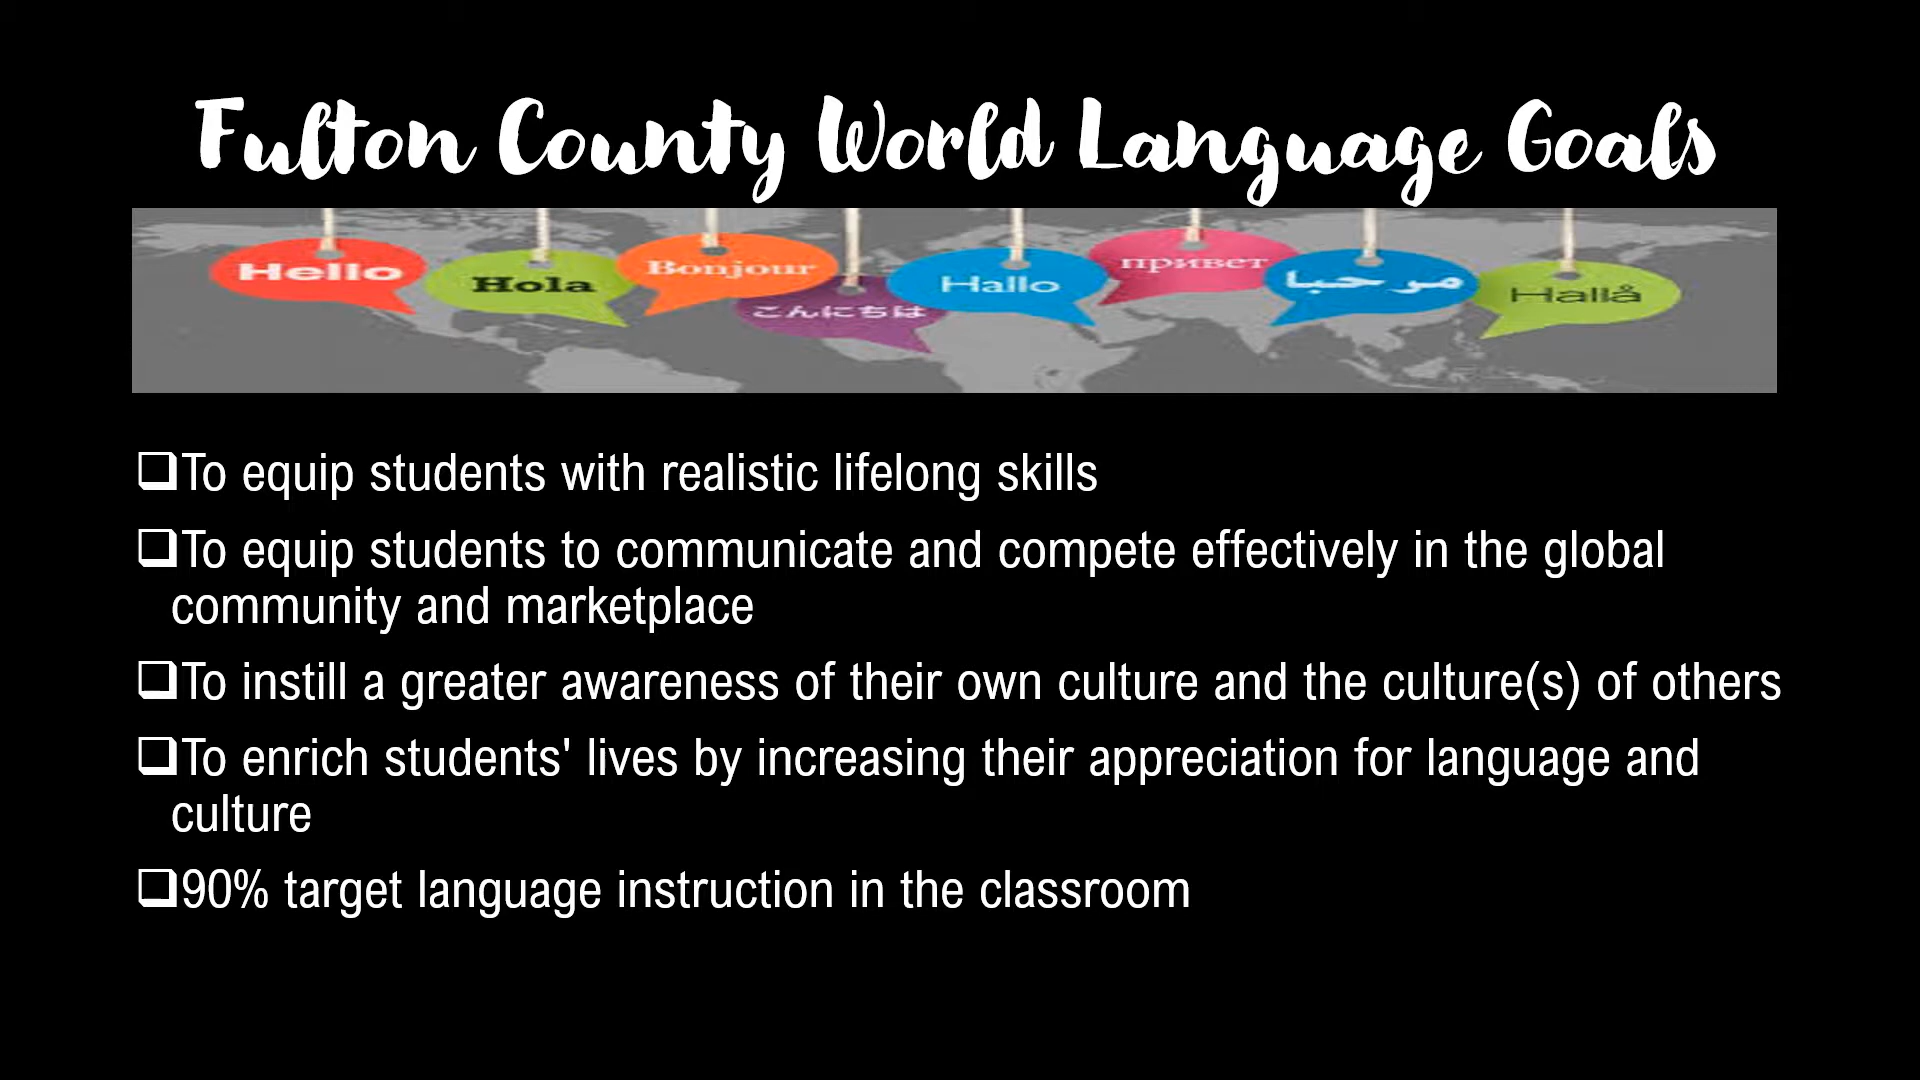 Fulton County World Language Goals
Hello
Hola
Bonjour
こんにちは
Hallo
привет
مرحبا
Hallå
❑To equip students with realistic lifelong skills
❑To equip students to communicate and compete effectively in the global
community and marketplace
❑To instill a greater awareness of their own culture and the culture(s) of others
❑To enrich students' lives by increasing their appreciation for language and
culture
❑90% target language instruction in the classroom